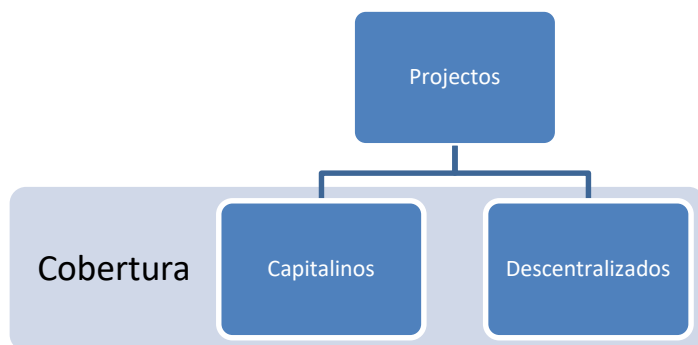 Projectos
Cobertura
Capitalinos
Descentralizados